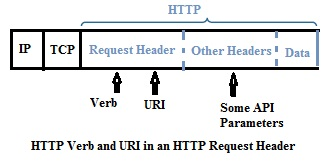 HTTP
IP TCP Request Header Other Headers Data
Verb URI Some API
Parameters
HTTP Verb and URI in an HTTP Request Header